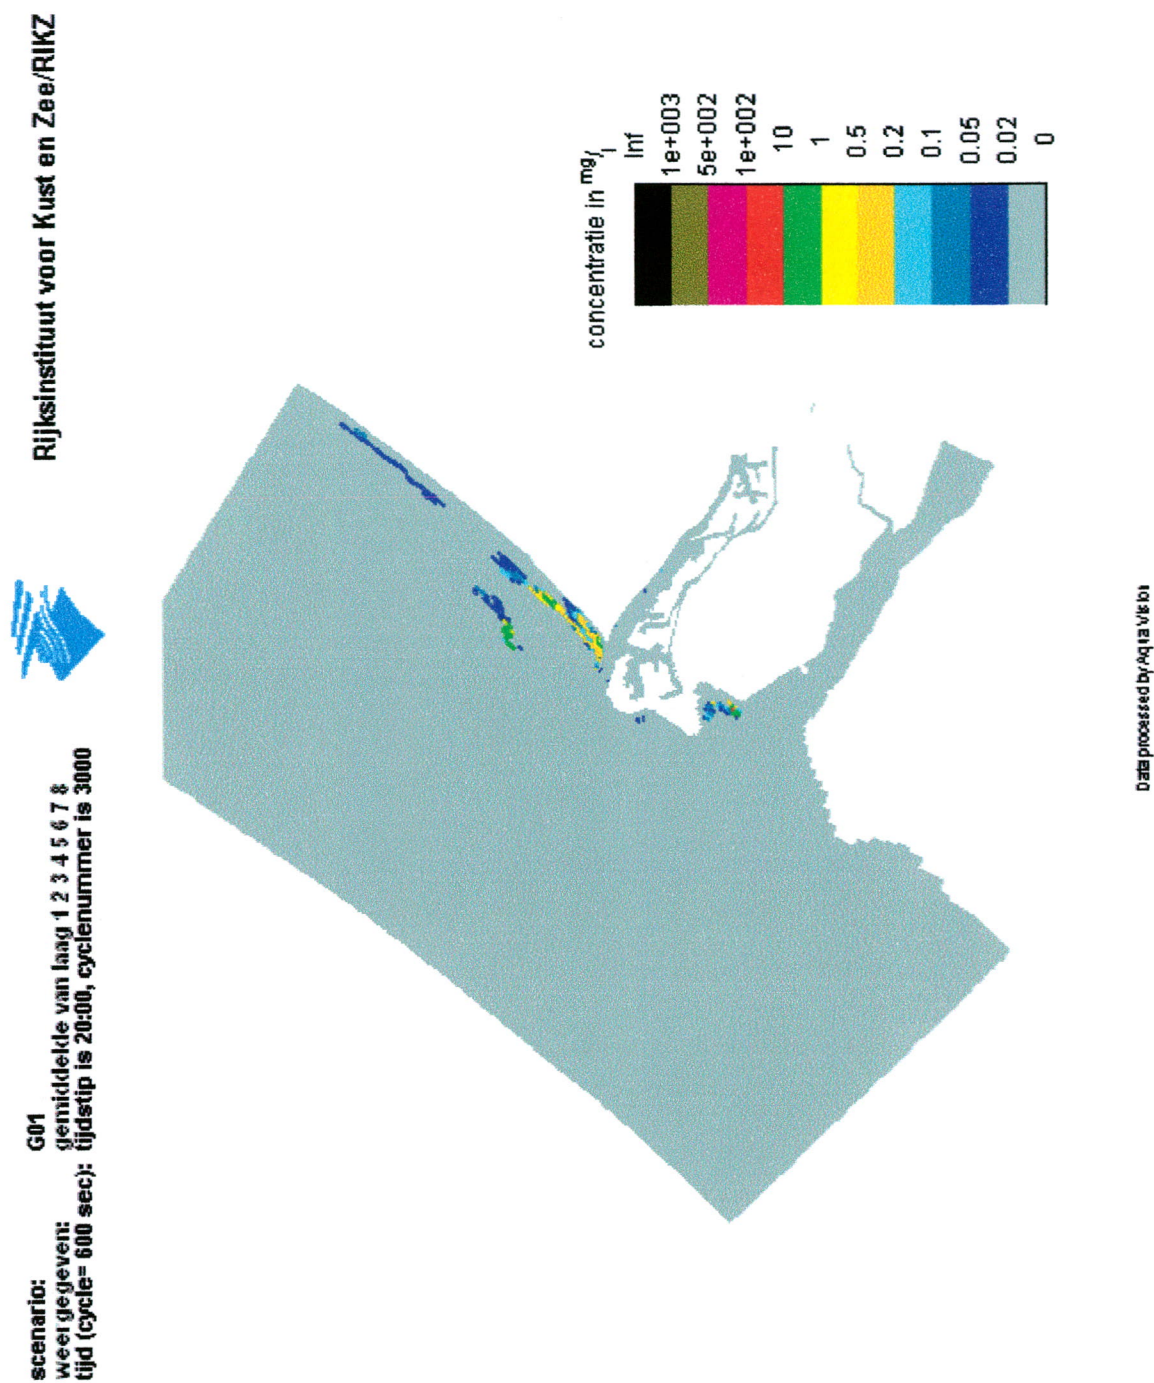 Rijksinstituut voor Kust en Zee/RIKZ
scenario: G01
weergegeven: gemiddelde van laag 1 2 3 4 5 6 7 8
tijd (cycle= 600 sec): tijdstip is 20:00, cyclenummer is 3000
concentratie in mg/l
Inf
1e+003
5e+002
1e+002
10
1
0.5
0.2
0.1
0.05
0.02
0
Data processed by Aqua Vision